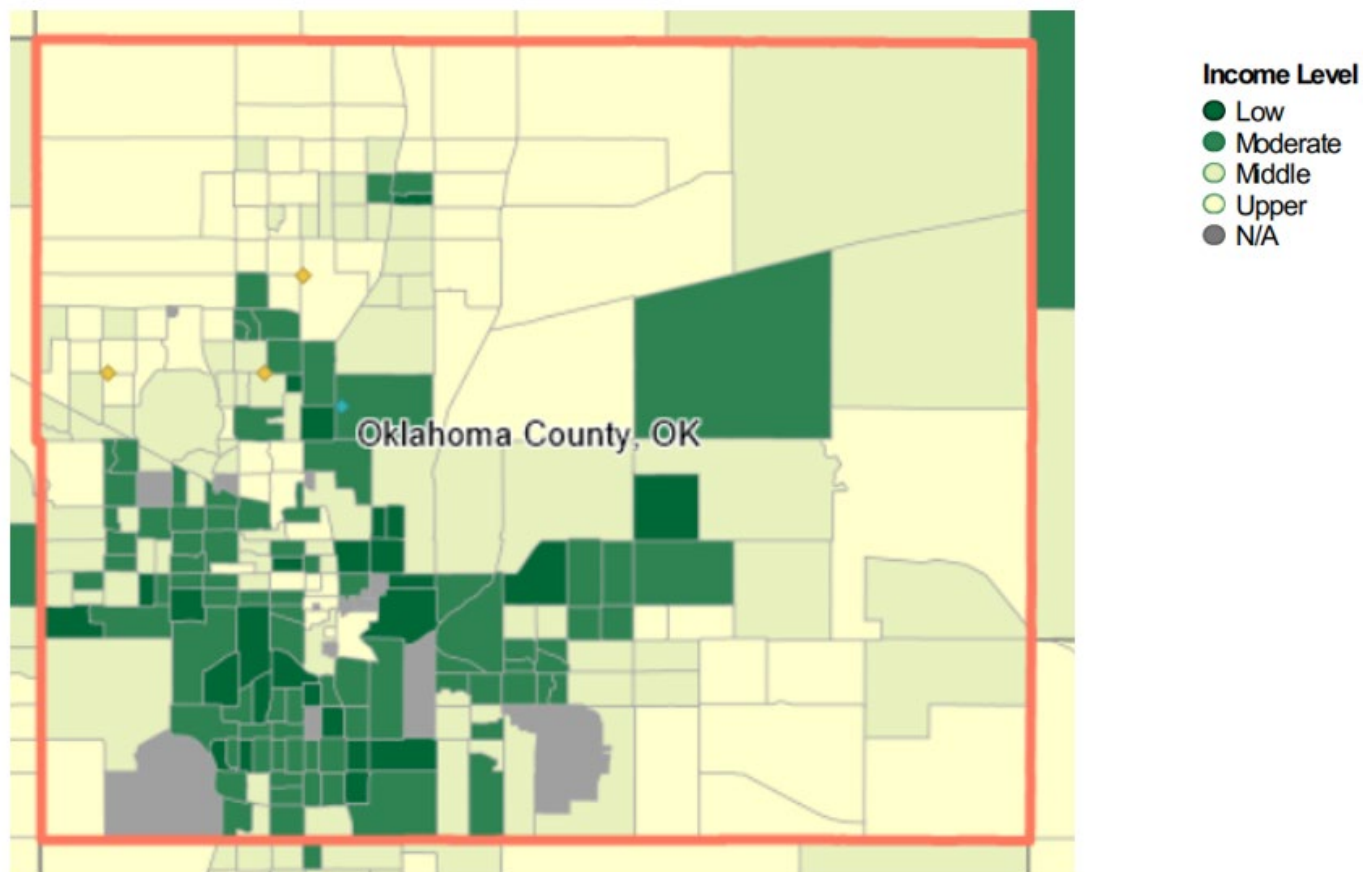 Income Level
Low
Moderate
Middle
Upper
N/A
Oklahoma County, OK